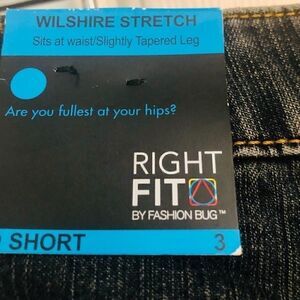 WILSHIRE STRETCH
Sits at waist/Slightly Tapered Leg
Are you fullest at your hips?
RIGHT
FIT
BY FASHION BUG™
SHORT 3